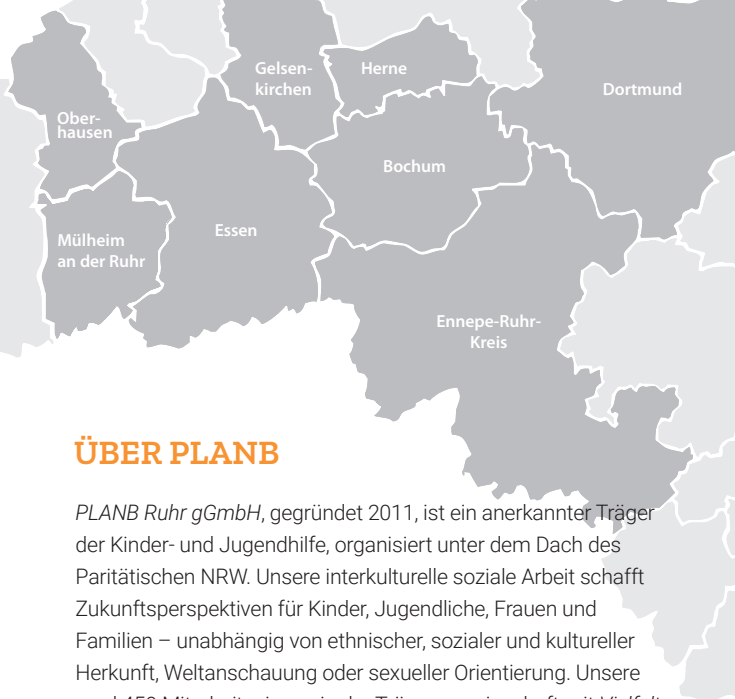 Gelsen-
kirchen
Herne
Dortmund
Ober-
hausen
Bochum
Mülheim
an der Ruhr
Essen
Ennepe-Ruhr-
Kreis
ÜBER PLANB
PLANB Ruhr gGmbH, gegründet 2011, ist ein anerkannter Träger
der Kinder- und Jugendhilfe, organisiert unter dem Dach des
Paritätischen NRW. Unsere interkulturelle soziale Arbeit schafft
Zukunftsperspektiven für Kinder, Jugendliche, Frauen und
Familien – unabhängig von ethnischer, sozialer und kultureller
Herkunft, Weltanschauung oder sexueller Orientierung. Unsere